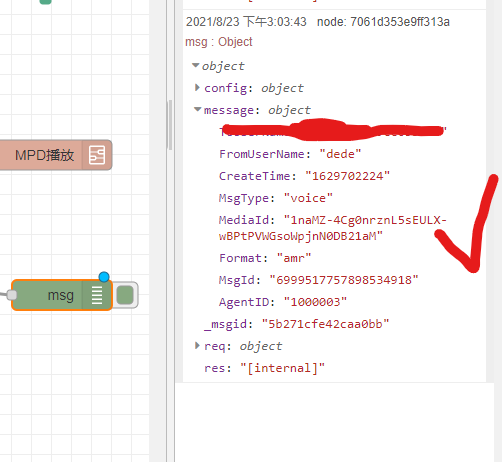 2021/8/23 下午3:03:43 node: 7061d353e9ff313a
msg : Object
object
config: object
message: object
FromUserName: "dede"
CreateTime: "1629702224"
MsgType: "voice"
MediaId: "1naMZ-4Cg0nrznL5sEULX-
wBPtPVWGsoWpjnN0DB21aM"
Format: "amr"
MsgId: "6999517757898534918"
AgentID: "1000003"
_msgid: "5b271cfe42caa0bb"
req: object
res: "[internal]"
MPD播放
msg